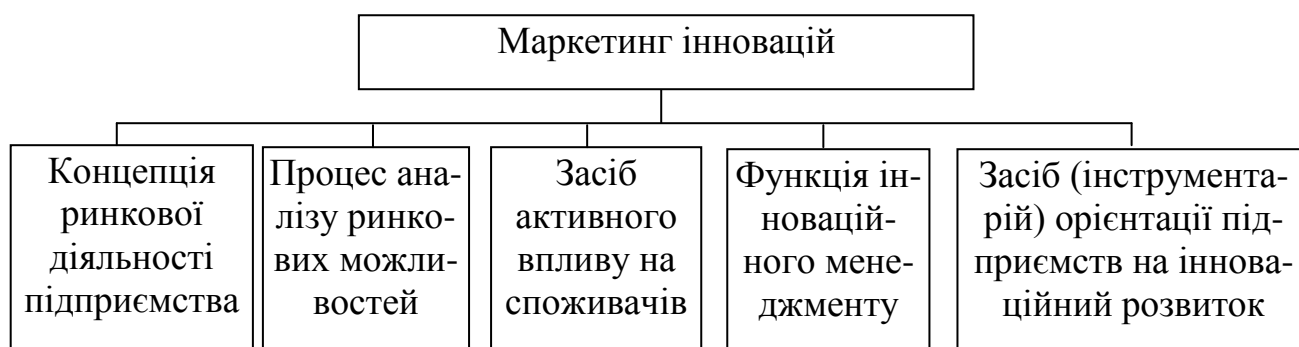 Маркетинг інновацій
Концепція
ринкової
діяльності
підприємства
Процес ана-
лізу ринко-
вих можли-
востей
Засіб
активного
впливу на
споживачів
Функція ін-
новацій-
ного мене-
джменту
Засіб (інструмента-
рій) орієнтації під-
приємств на іннова-
ційний розвиток